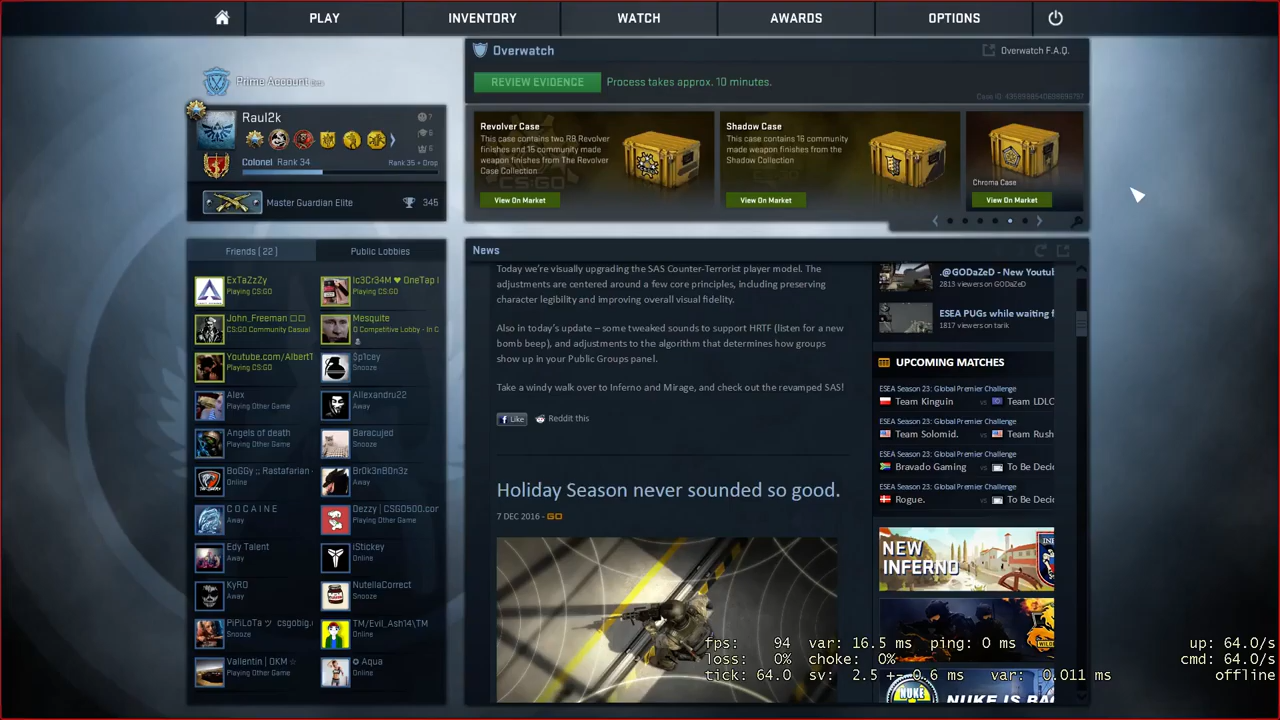 PLAY
INVENTORY
WATCH
AWARDS
OPTIONS
Prime Account Beta
Raul2k
Colonel Rank 34
Rank 35 + Drop
Master Guardian Elite
345
Overwatch
Overwatch F.A.Q.
REVIEW EVIDENCE
Process takes approx. 10 minutes.
Revolver Case
This case contains two R8 Revolver
finishes and 15 community made
weapon finishes from The Revolver
Case Collection
View On Market
Shadow Case
This case contains 16 community
made weapon finishes from the
Shadow Collection
View On Market
Chroma Case
View On Market
Friends ( 22 )
Public Lobbies
ExTaZzZy
Playing CS:GO
Ic3Cr34M ♥ OneTap
Playing CS:GO
John_Freeman □□
CS:GO Community Casual
Mesquite
Competitive Lobby - In
Youtube.com/Albert
Playing CS:GO
$p1cey
Snooze
Alex
Playing Other Game
Allexandru22
Away
Angels of death
Playing Other Game
Baracujed
Snooze
BoGGy ;; Rastafarian
Online
Br0k3nB0n3z
Away
C O C A I N E
Away
Dezzy | CSGO500.com
Playing Other Game
Edy Talent
Away
iStickey
Online
KyRO
Away
NutellaCorrect
Snooze
PiPiLoTa ツ csgobig.
Snooze
TM/Evil_Ash14\TM
Online
Vallentin | DKM ☆
Playing Other Game
✪ Aqua
Online
News
Today we're visually upgrading the SAS Counter-Terrorist player model. The
adjustments are centered around a few core principles, including preserving
character legibility and improving overall visual fidelity.
Also in today's update – some tweaked sounds to support HRTF (listen for a new
bomb beep), and adjustments to the algorithm that determines how groups
show up in your Public Groups panel.
Take a windy walk over to Inferno and Mirage, and check out the revamped SAS!
Like
Reddit this
Holiday Season never sounded so good.
7 DEC 2016 - GO
.@GODaZeD - New Youtub
2813 viewers on GODaZeD
ESEA PUGs while waiting f
1817 viewers on tarik
UPCOMING MATCHES
ESEA Season 23: Global Premier Challenge
Team Kinguin vs Team LDLC
ESEA Season 23: Global Premier Challenge
Team Solomid. vs Team Rush
ESEA Season 23: Global Premier Challenge
Bravado Gaming vs To Be Deci
ESEA Season 23: Global Premier Challenge
Rogue. vs To Be Deci
NEW
INFERNO
NUKE
NUKE IS BAC
fps: 94 var: 16.5 ms ping: 0 ms
loss: 0% choke: 0%
tick: 64.0 sv: 2.5 +- 0.6 ms var: 0.011 ms
up: 64.0/s
cmd: 64.0/s
offline